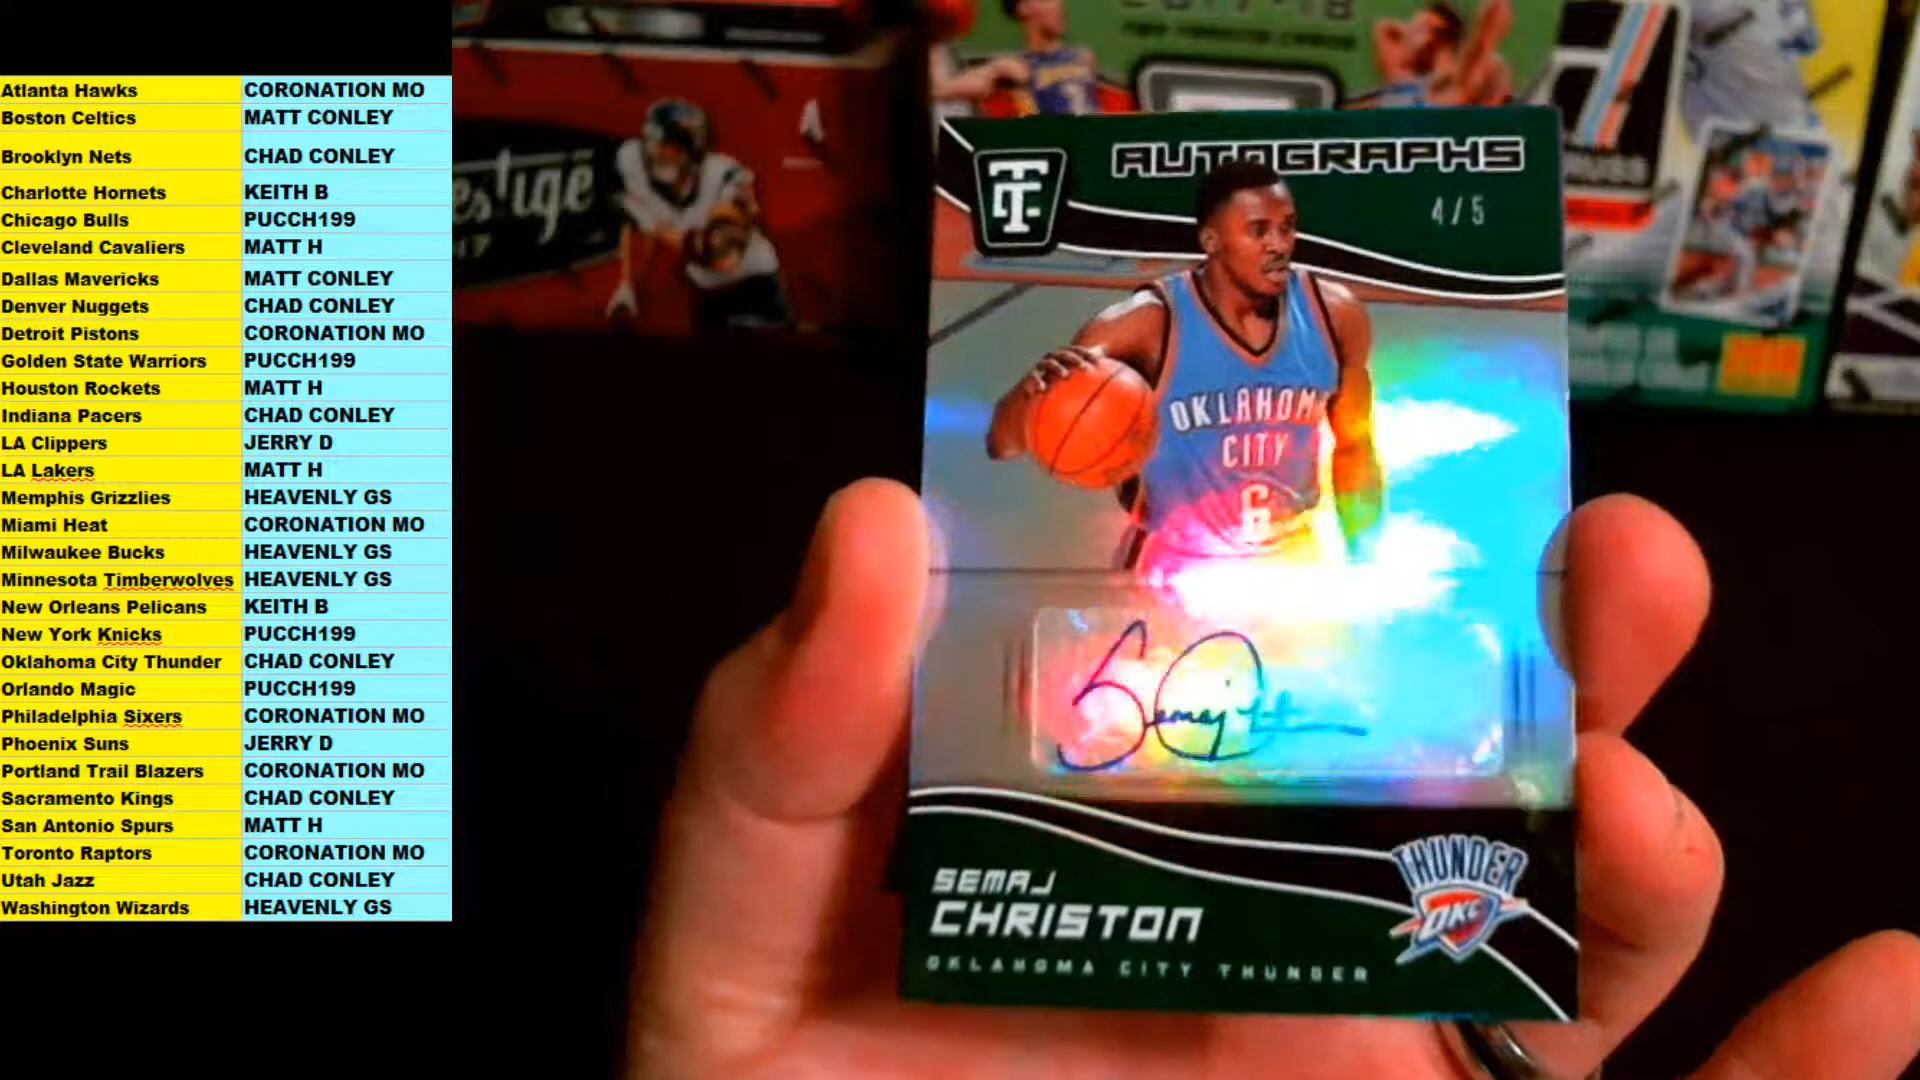 Atlanta Hawks CORONATION MO
Boston Celtics MATT CONLEY
Brooklyn Nets CHAD CONLEY
Charlotte Hornets KEITH B
Chicago Bulls PUCCH199
Cleveland Cavaliers MATT H
Dallas Mavericks MATT CONLEY
Denver Nuggets CHAD CONLEY
Detroit Pistons CORONATION MO
Golden State Warriors PUCCH199
Houston Rockets MATT H
Indiana Pacers CHAD CONLEY
LA Clippers JERRY D
LA Lakers MATT H
Memphis Grizzlies HEAVENLY GS
Miami Heat CORONATION MO
Milwaukee Bucks HEAVENLY GS
Minnesota Timberwolves HEAVENLY GS
New Orleans Pelicans KEITH B
New York Knicks PUCCH199
Oklahoma City Thunder CHAD CONLEY
Orlando Magic PUCCH199
Philadelphia Sixers CORONATION MO
Phoenix Suns JERRY D
Portland Trail Blazers CORONATION MO
Sacramento Kings CHAD CONLEY
San Antonio Spurs MATT H
Toronto Raptors CORONATION MO
Utah Jazz CHAD CONLEY
Washington Wizards HEAVENLY GS
2017-18
AUTOGRAPHS
4/5
OKLAHOMA
CITY
6
SEMAJ
CHRISTON
OKLAHOMA CITY THUNDER
THUNDER
OKC